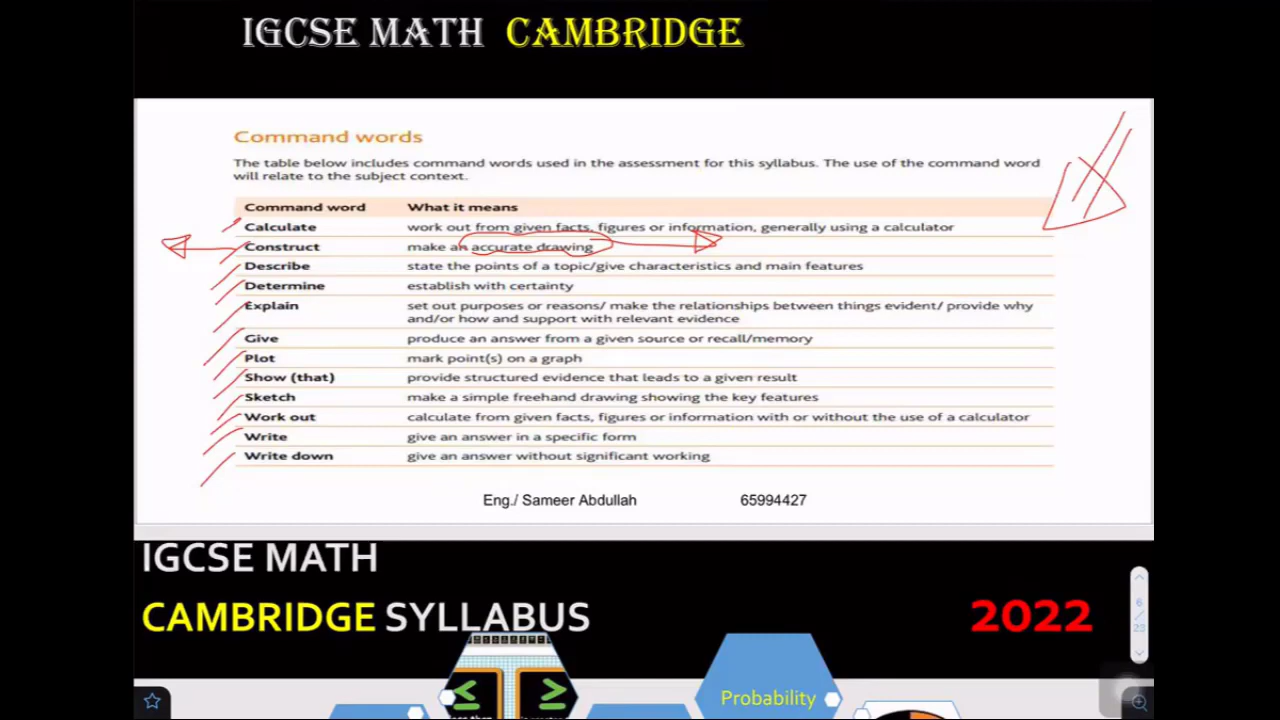 IGCSE MATH CAMBRIDGE
Command words
The table below includes command words used in the assessment for this syllabus. The use of the command word
will relate to the subject context.
Command word What it means
Calculate work out from given facts, figures or information, generally using a calculator
Construct make an accurate drawing
Describe state the points of a topic/give characteristics and main features
Determine establish with certainty
Explain set out purposes or reasons/ make the relationships between things evident/ provide why
and/or how and support with relevant evidence
Give produce an answer from a given source or recall/memory
Plot mark point(s) on a graph
Show (that) provide structured evidence that leads to a given result
Sketch make a simple freehand drawing showing the key features
Work out calculate from given facts, figures or information with or without the use of a calculator
Write give an answer in a specific form
Write down give an answer without significant working
Eng./ Sameer Abdullah 65994427
IGCSE MATH
CAMBRIDGE SYLLABUS
2022
6
/
23
≤ ≥
Probability